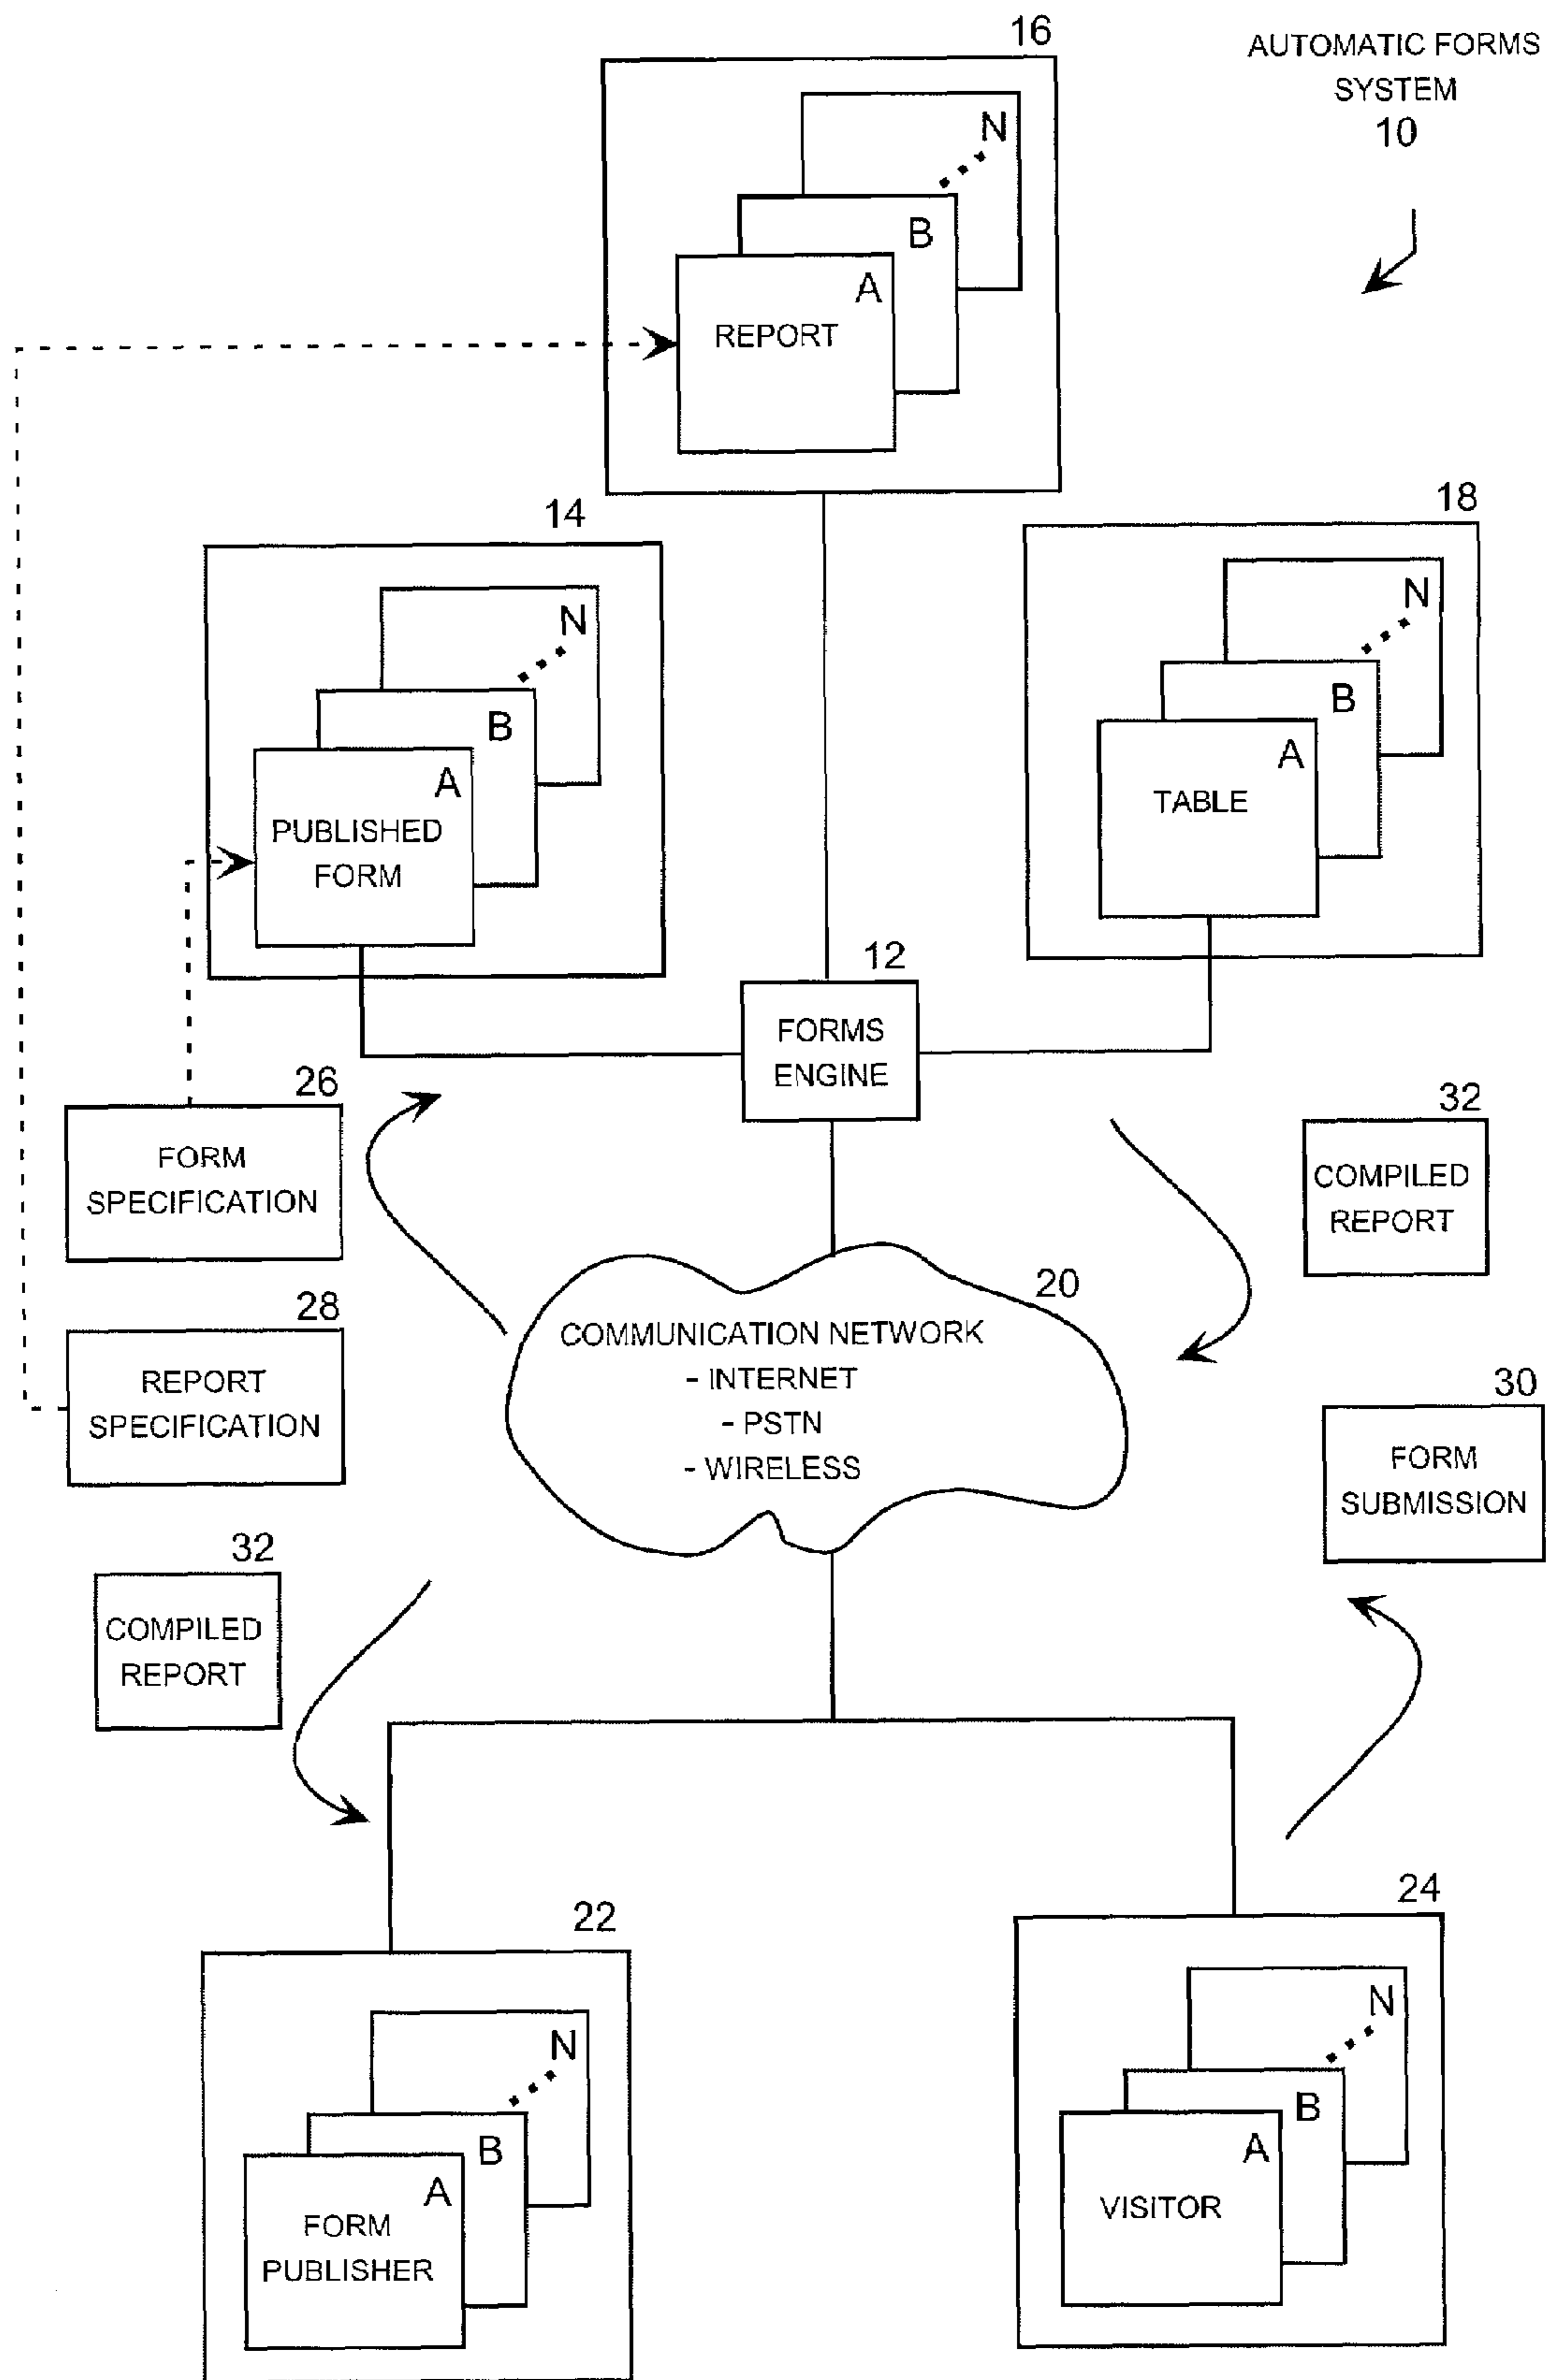 16
AUTOMATIC FORMS
SYSTEM
10
N
B
A
REPORT
14
N
B
A
PUBLISHED
FORM
18
N
B
A
TABLE
12
FORMS
ENGINE
26
FORM
SPECIFICATION
32
COMPILED
REPORT
28
REPORT
SPECIFICATION
20
COMMUNICATION NETWORK
- INTERNET
- PSTN
- WIRELESS
30
FORM
SUBMISSION
32
COMPILED
REPORT
22
N
B
A
FORM
PUBLISHER
24
N
B
A
VISITOR